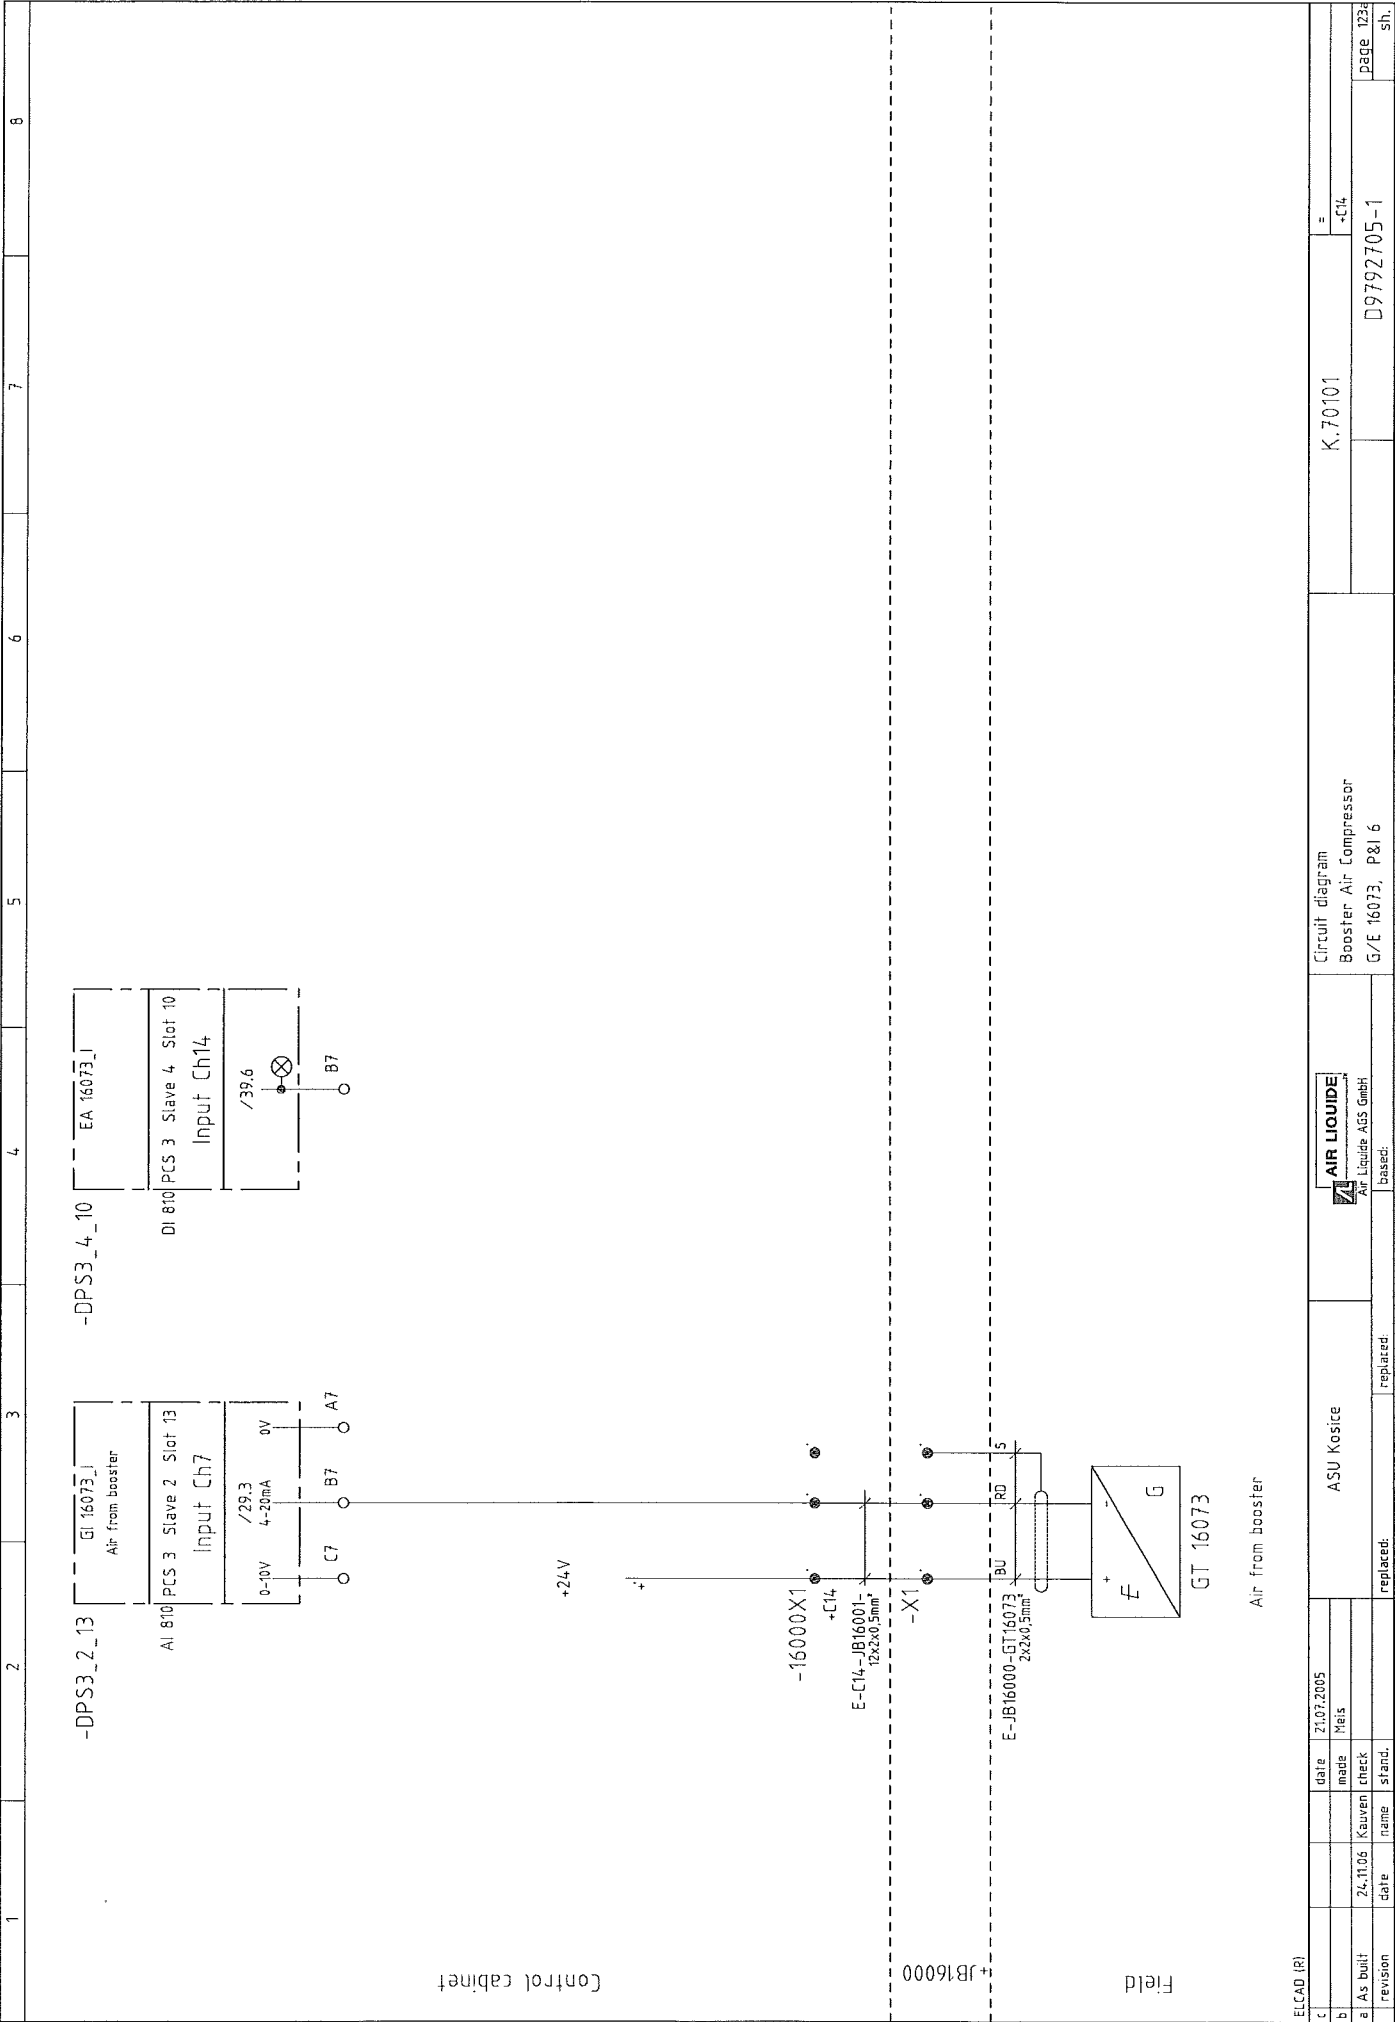 1
2
3
4
5
6
7
8
-DPS3_2_13
GI 16073_I
Air from booster
AI 810
PCS 3 Slave 2 Slot 13
Input Ch7
/29.3
0-10V
4-20mA
0V
C7
B7
A7
-DPS3_4_10
EA 16073_I
DI 810
PCS 3 Slave 4 Slot 10
Input Ch14
/39.6
B7
Control cabinet
+24V
-16000X1
+C14
E-C14-JB16001-
12x2x0,5mm²
+JB16000
-X1
BU
RD
S
E-JB16000-GT16073
2x2x0,5mm²
Field
+
-
E
G
GT 16073
Air from booster
ELCAD (R)
c
b
a As built 24.11.06 Kauven
revision date name
date 21.07.2005
made Meis
check
stand.
ASU Kosice
replaced:
replaced:
AIR LIQUIDE
Air Liquide AGS GmbH
based:
Circuit diagram
Booster Air Compressor
G/E 16073, P&I 6
K.70101
=
+C14
D9792705-1
page 123a
sh.